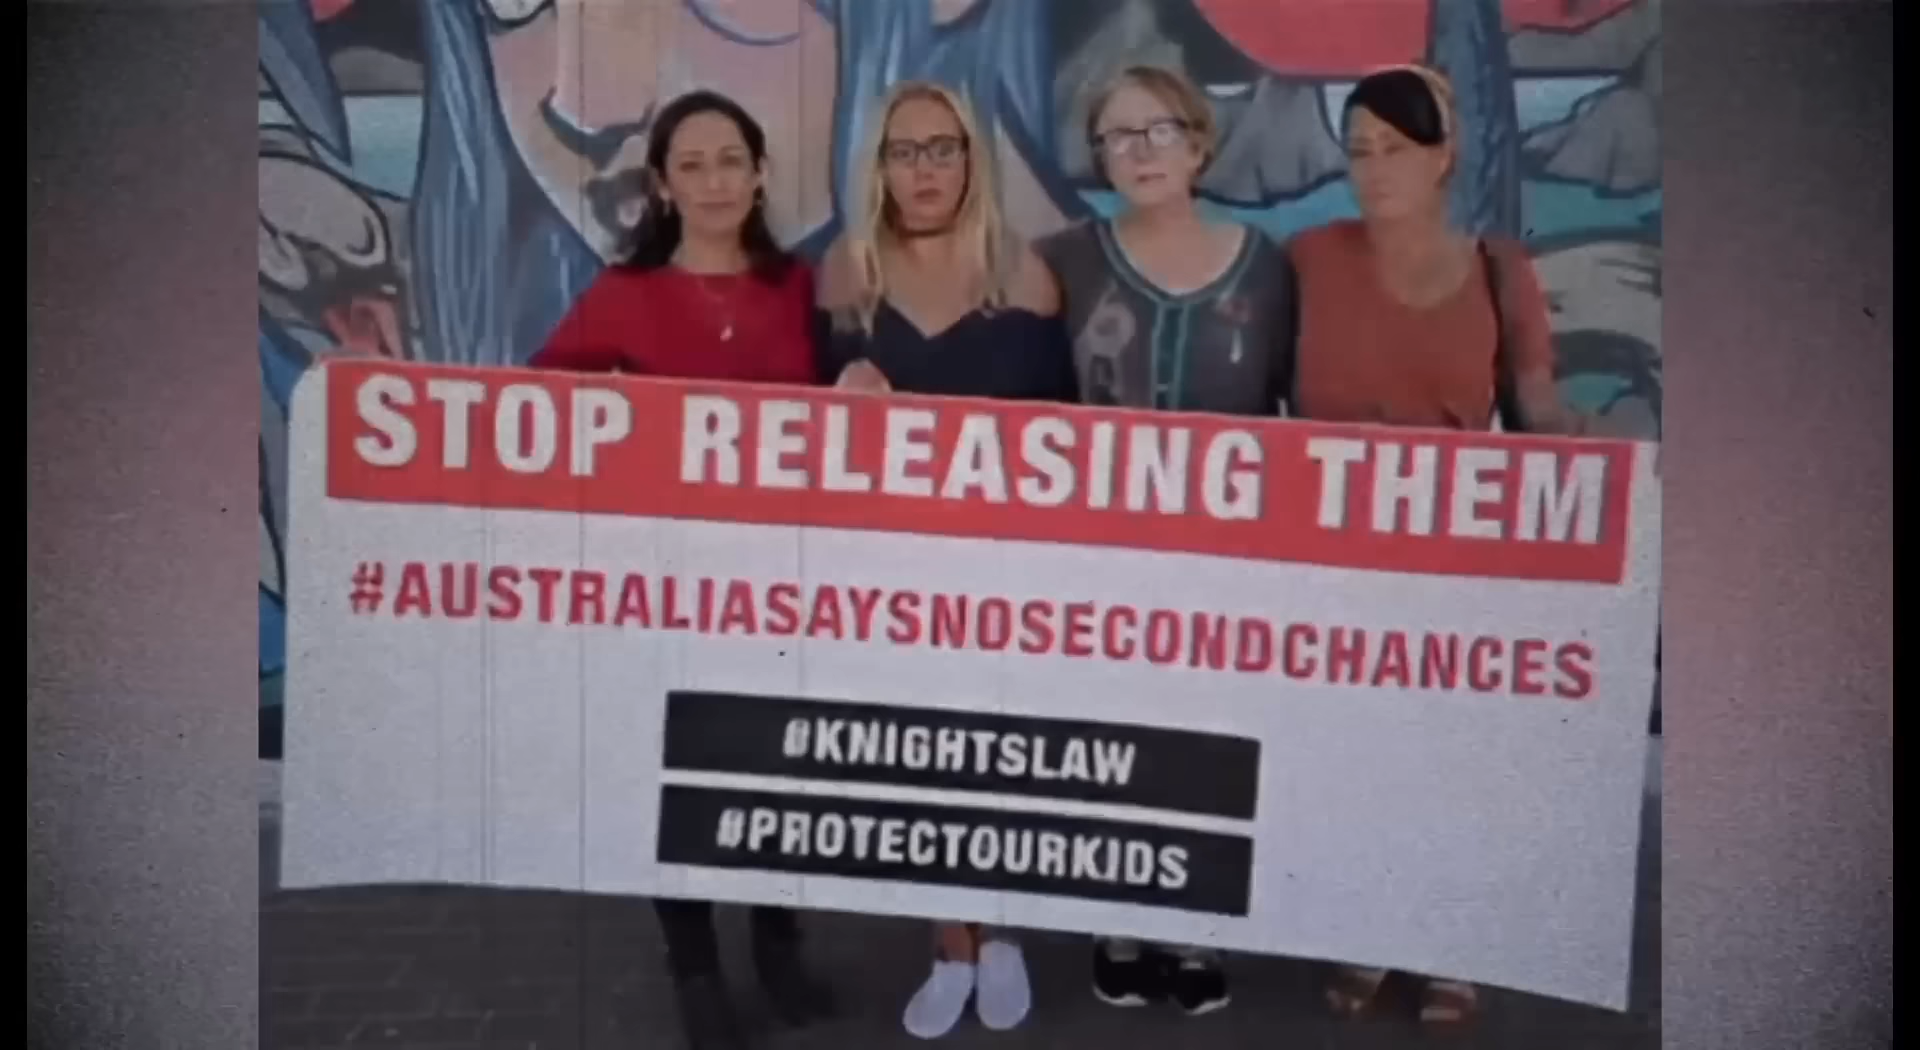 STOP RELEASING THEM
#AUSTRALIASAYSNOSECONDCHANCES
#KNIGHTSLAW
#PROTECTOURKIDS